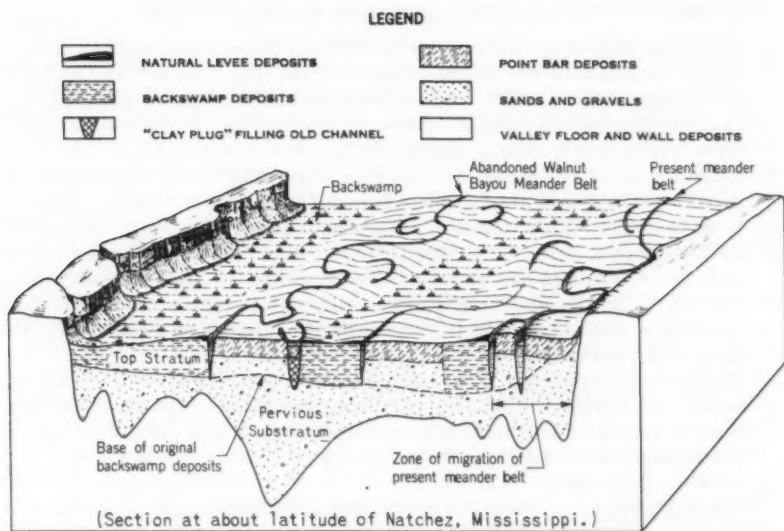 LEGEND
NATURAL LEVEE DEPOSITS
BACKSWAMP DEPOSITS
"CLAY PLUG" FILLING OLD CHANNEL
POINT BAR DEPOSITS
SANDS AND GRAVELS
VALLEY FLOOR AND WALL DEPOSITS
Backswamp
Abandoned Walnut
Bayou Meander Belt
Present meander
belt
Top Stratum
Pervious
Substratum
Base of original
backswamp deposits
Zone of migration of
present meander belt
(Section at about latitude of Natchez, Mississippi.)